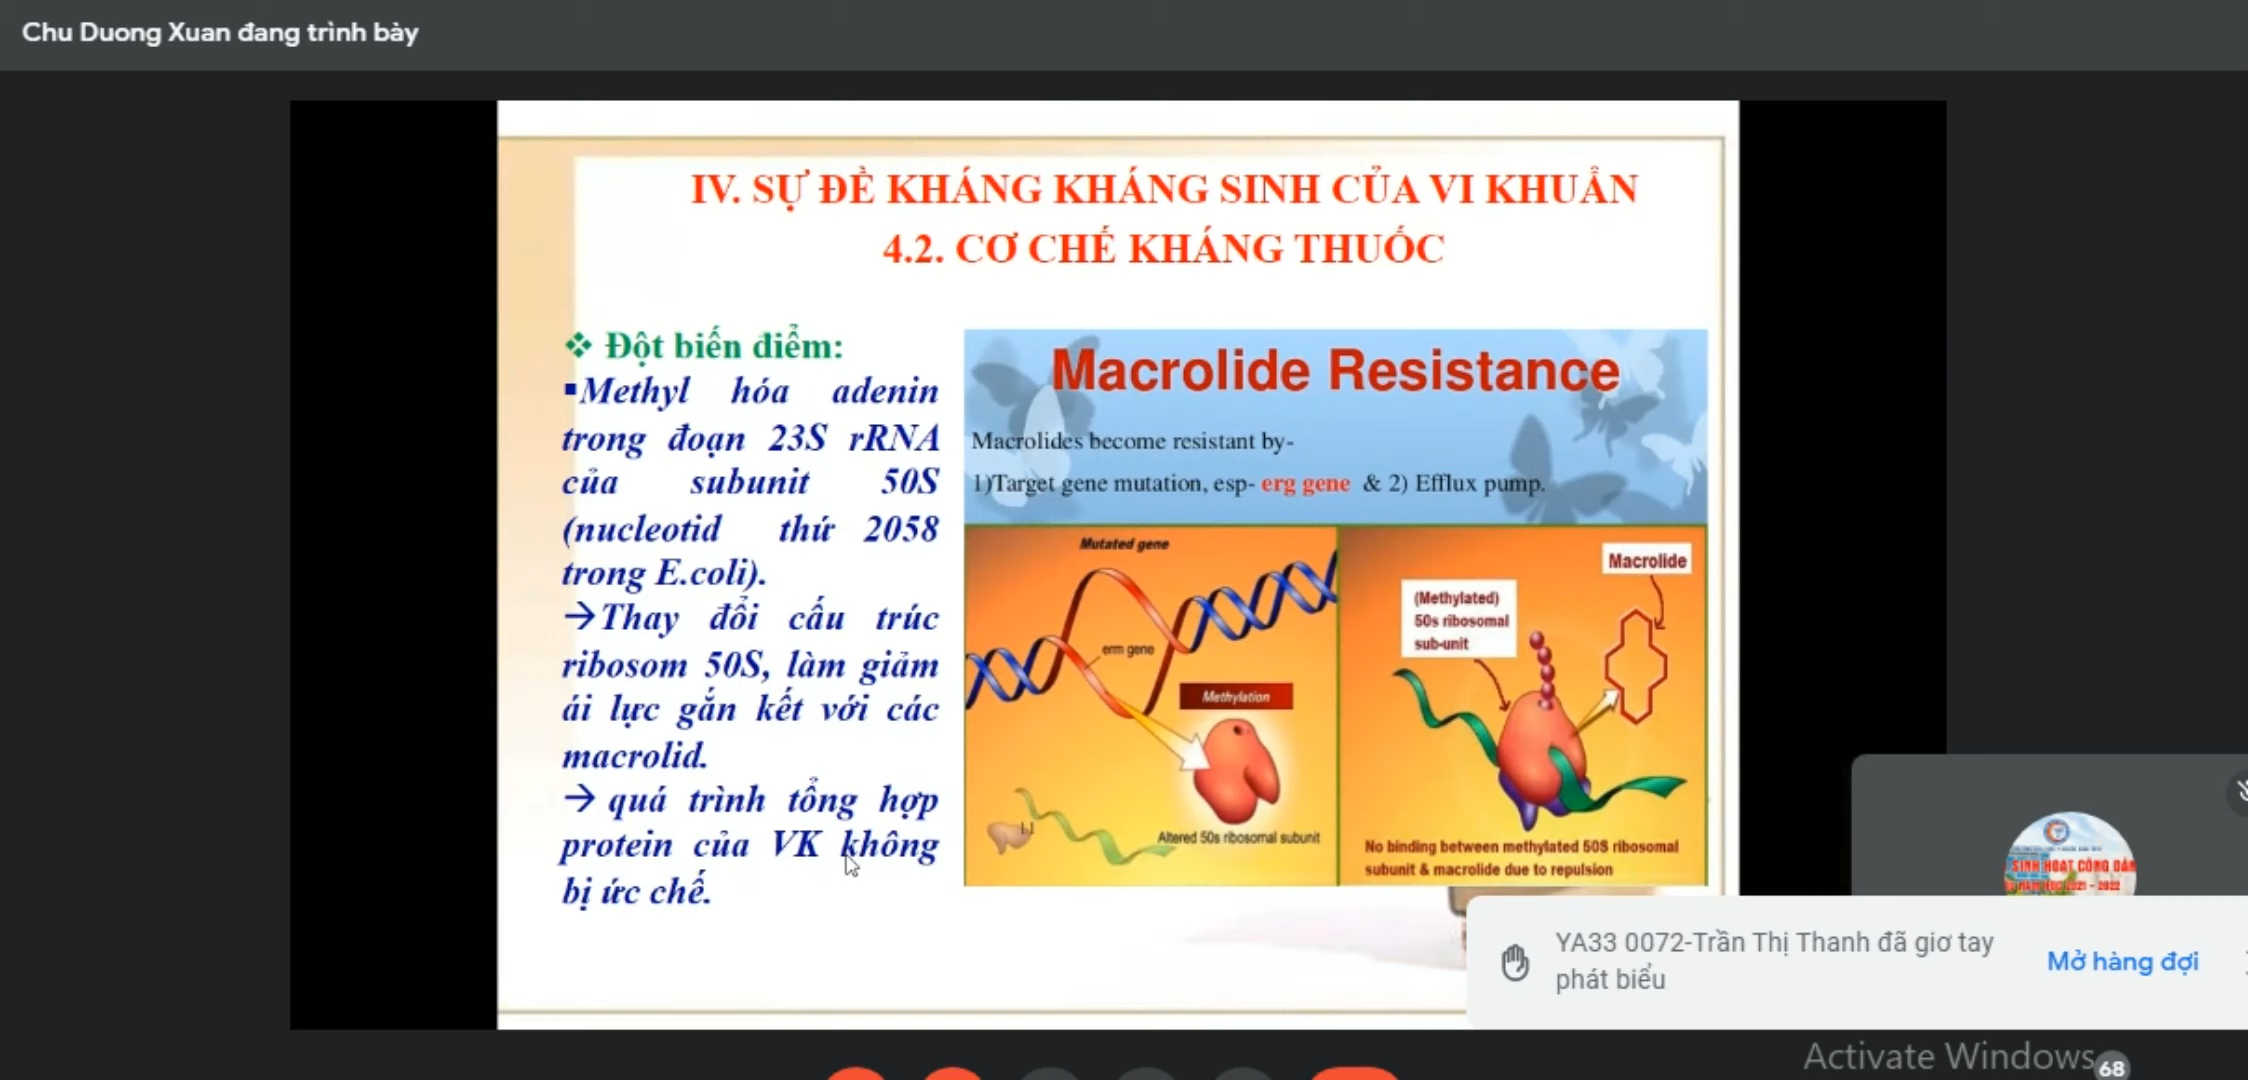 Chu Duong Xuan đang trình bày
IV. SỰ ĐỀ KHÁNG KHÁNG SINH CỦA VI KHUẨN
4.2. CƠ CHẾ KHÁNG THUỐC
❖ Đột biến điểm:
▪Methyl hóa adenin
trong đoạn 23S rRNA
của subunit 50S
(nucleotid thứ 2058
trong E.coli).
→Thay đổi cấu trúc
ribosom 50S, làm giảm
ái lực gắn kết với các
macrolid.
→ quá trình tổng hợp
protein của VK không
bị ức chế.
Macrolide Resistance
Macrolides become resistant by-
1)Target gene mutation, esp- erg gene & 2) Efflux pump.
Mutated gene
erm gene
Methylation
Altered 50s ribosomal subunit
Macrolide
(Methylated)
50s ribosomal
sub-unit
No binding between methylated 50S ribosomal
subunit & macrolide due to repulsion
SINH HOẠT CÔNG DÂN
YA33 0072-Trần Thị Thanh đã giơ tay
phát biểu
Mở hàng đợi
Activate Windows
68